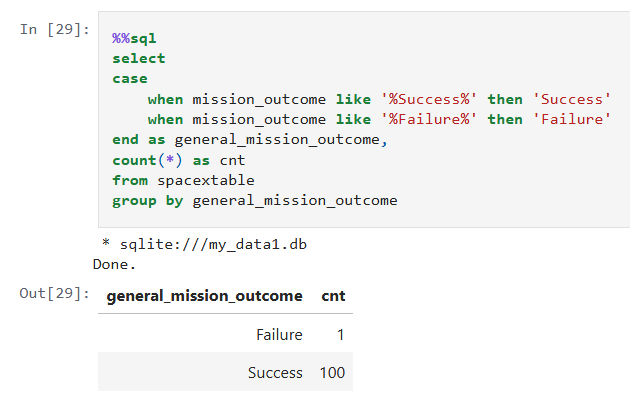 In [29]:
%%sql
select
case
    when mission_outcome like '%Success%' then 'Success'
    when mission_outcome like '%Failure%' then 'Failure'
end as general_mission_outcome,
count(*) as cnt
from spacextable
group by general_mission_outcome
* sqlite:///my_data1.db
Done.
Out[29]:
general_mission_outcome cnt
Failure 1
Success 100